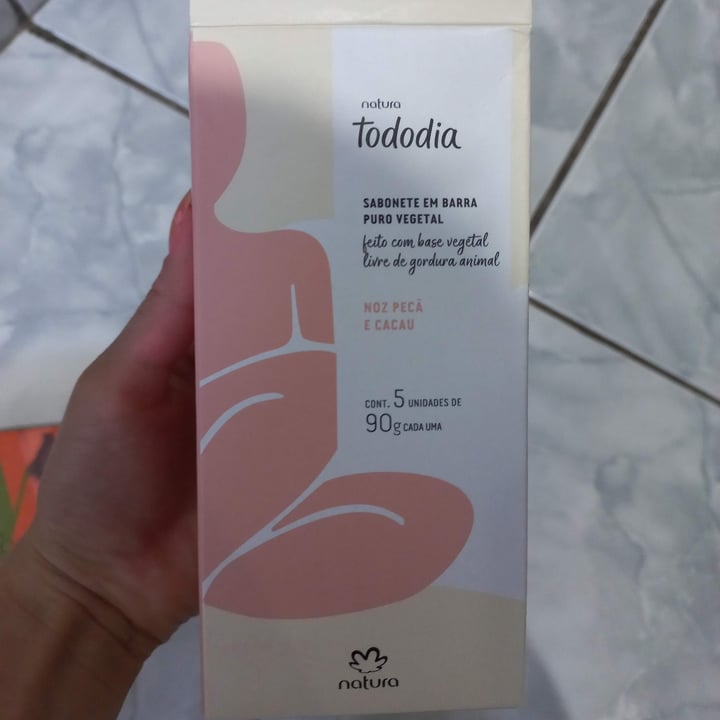 natura
Tododia
SABONETE EM BARRA
PURO VEGETAL
feito com base vegetal
livre de gordura animal
NOZ PECÃ
E CACAU
CONT. 5 UNIDADES DE
90g CADA UMA
natura